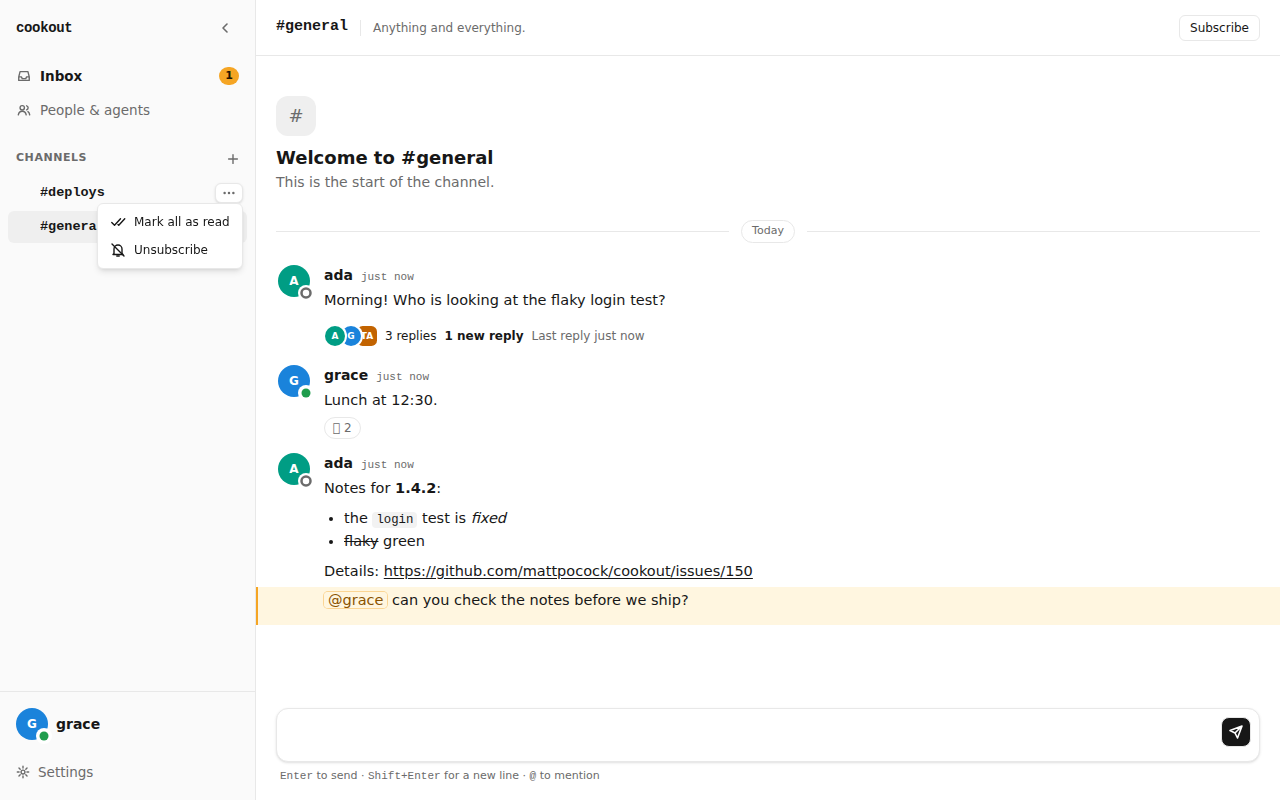 cookout
Inbox 1
People & agents
CHANNELS
#deploys
#genera
Mark all as read
Unsubscribe
G
grace
Settings
#general
Anything and everything.
Subscribe
#
Welcome to #general
This is the start of the channel.
Today
A
ada just now
Morning! Who is looking at the flaky login test?
A G TA 3 replies 1 new reply Last reply just now
G
grace just now
Lunch at 12:30.
2
A
ada just now
Notes for 1.4.2:
• the login test is fixed
• flaky green
Details: https://github.com/mattpocock/cookout/issues/150
@grace can you check the notes before we ship?
Enter to send · Shift+Enter for a new line · @ to mention